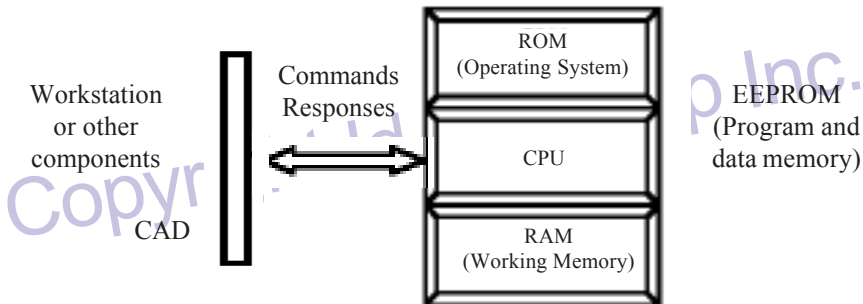 Workstation
or other
components
CAD
Commands
Responses
ROM
(Operating System)
CPU
RAM
(Working Memory)
EEPROM
(Program and
data memory)
Copyr
p Inc.